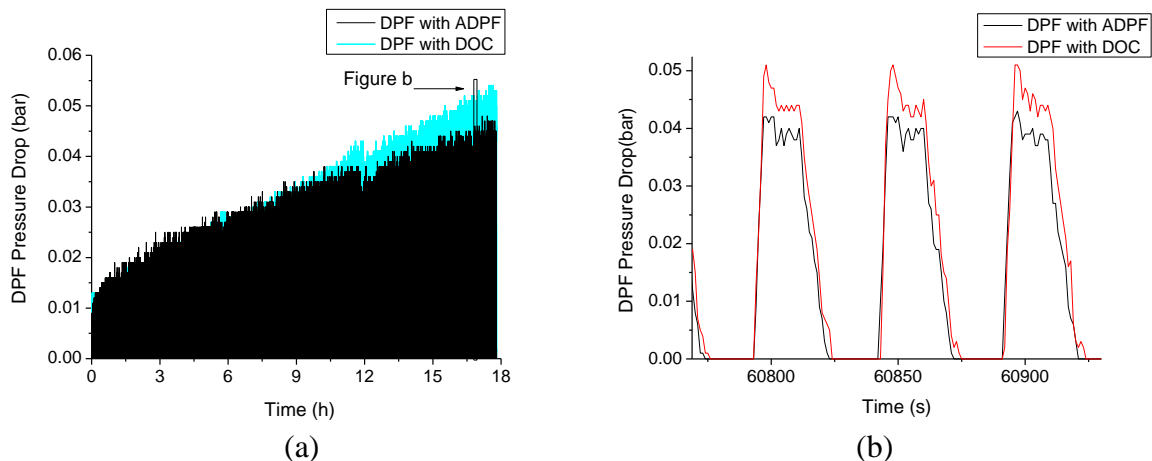 DPF with ADPF
DPF with DOC
Figure b
0.06
0.05
0.04
0.03
0.02
0.01
0.00
DPF Pressure Drop (bar)
0 3 6 9 12 15 18
Time (h)
(a)
DPF with ADPF
DPF with DOC
0.05
0.04
0.03
0.02
0.01
0.00
DPF Pressure Drop(bar)
60800 60850 60900
Time (s)
(b)